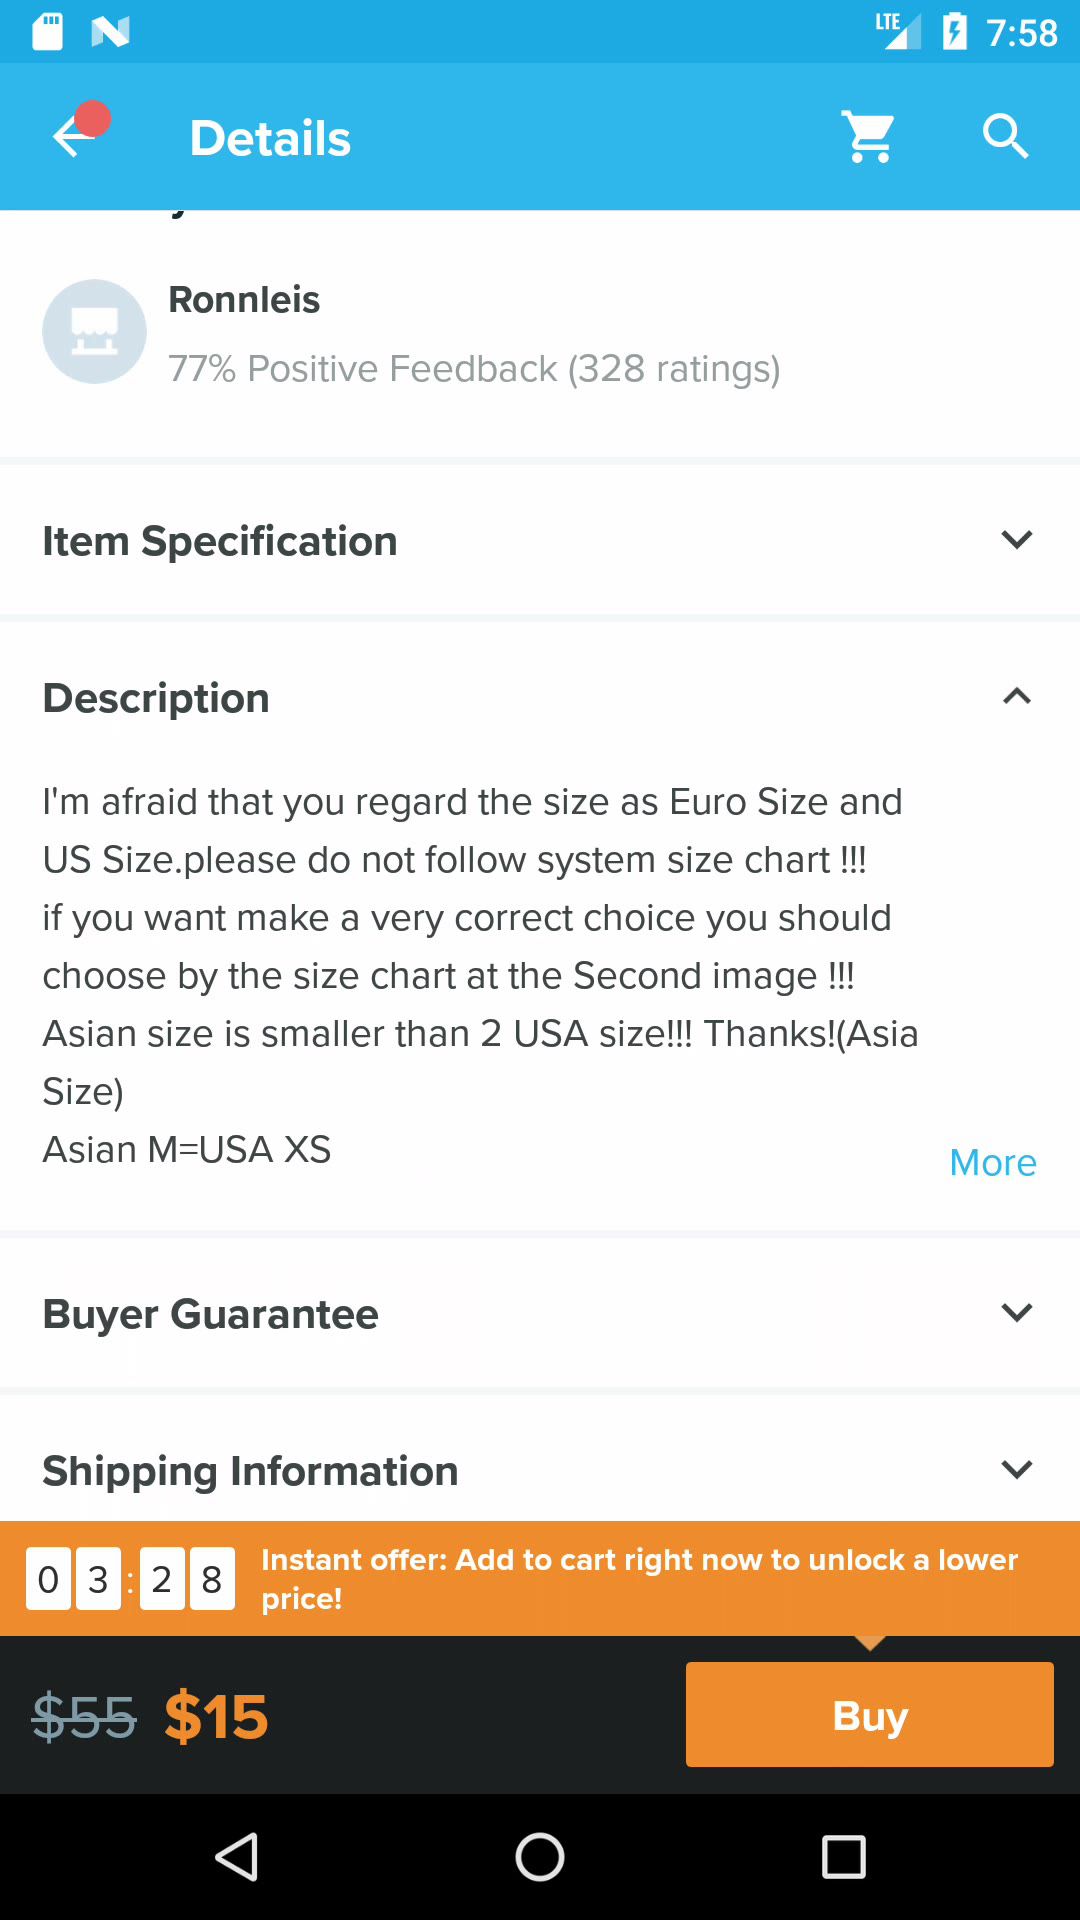 LTE 7:58
Details
Ronnleis
77% Positive Feedback (328 ratings)
Item Specification
Description
I'm afraid that you regard the size as Euro Size and
US Size.please do not follow system size chart !!!
if you want make a very correct choice you should
choose by the size chart at the Second image !!!
Asian size is smaller than 2 USA size!!! Thanks!(Asia
Size)
Asian M=USA XS
More
Buyer Guarantee
Shipping Information
03:28
Instant offer: Add to cart right now to unlock a lower
price!
$55 $15
Buy